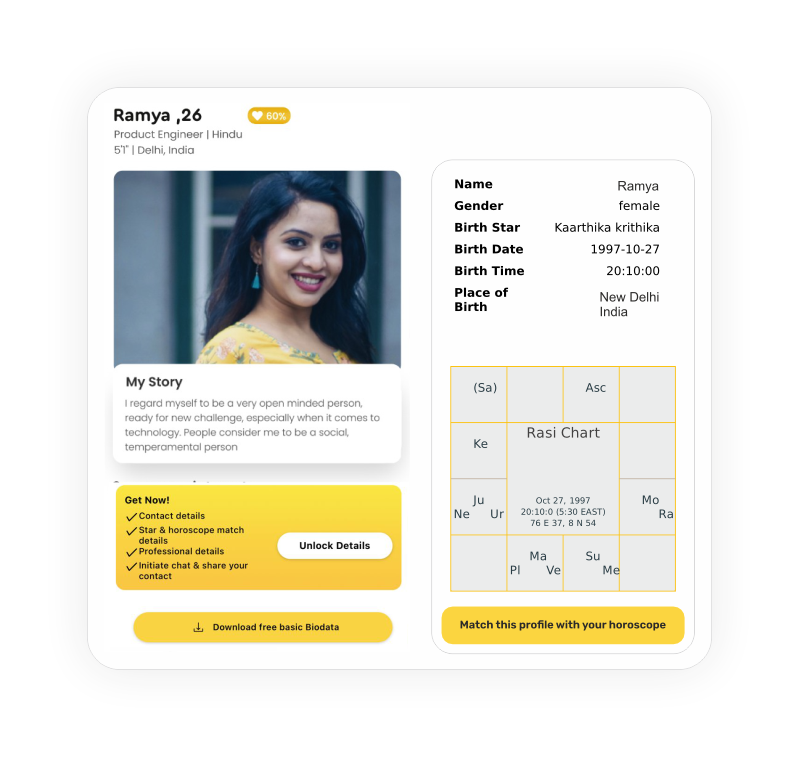 Ramya ,26
60%
Product Engineer | Hindu
5'1" | Delhi, India
My Story
I regard myself to be a very open minded person,
ready for new challenge, especially when it comes to
technology. People consider me to be a social,
temperamental person
Get Now!
Contact details
Star & horoscope match
details
Professional details
Initiate chat & share your
contact
Unlock Details
Download free basic Biodata
Name Ramya
Gender female
Birth Star Kaarthika krithika
Birth Date 1997-10-27
Birth Time 20:10:00
Place of
Birth
New Delhi
India
(Sa) Asc
Rasi Chart
Ke
Ju
Ne Ur
Oct 27, 1997
20:10:0 (5:30 EAST)
76 E 37, 8 N 54
Mo
Ra
Ma
Pl Ve
Su
Me
Match this profile with your horoscope